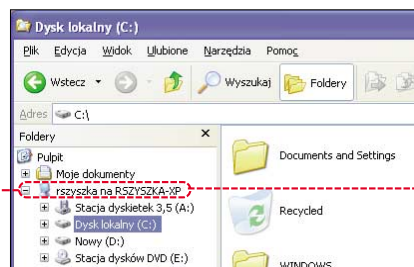 Dysk lokalny (C:)
Plik Edycja Widok Ulubione Narzędzia Pomoc
Wstecz Wyszukaj Foldery
Adres C:\
Foldery
Pulpit
Moje dokumenty
Documents and Settings
rszyszka na RSZYSZKA-XP
Stacja dyskietek 3,5 (A:)
Recycled
Dysk lokalny (C:)
Nowy (D:)
Stacja dysków DVD (E:)
WINDOWS